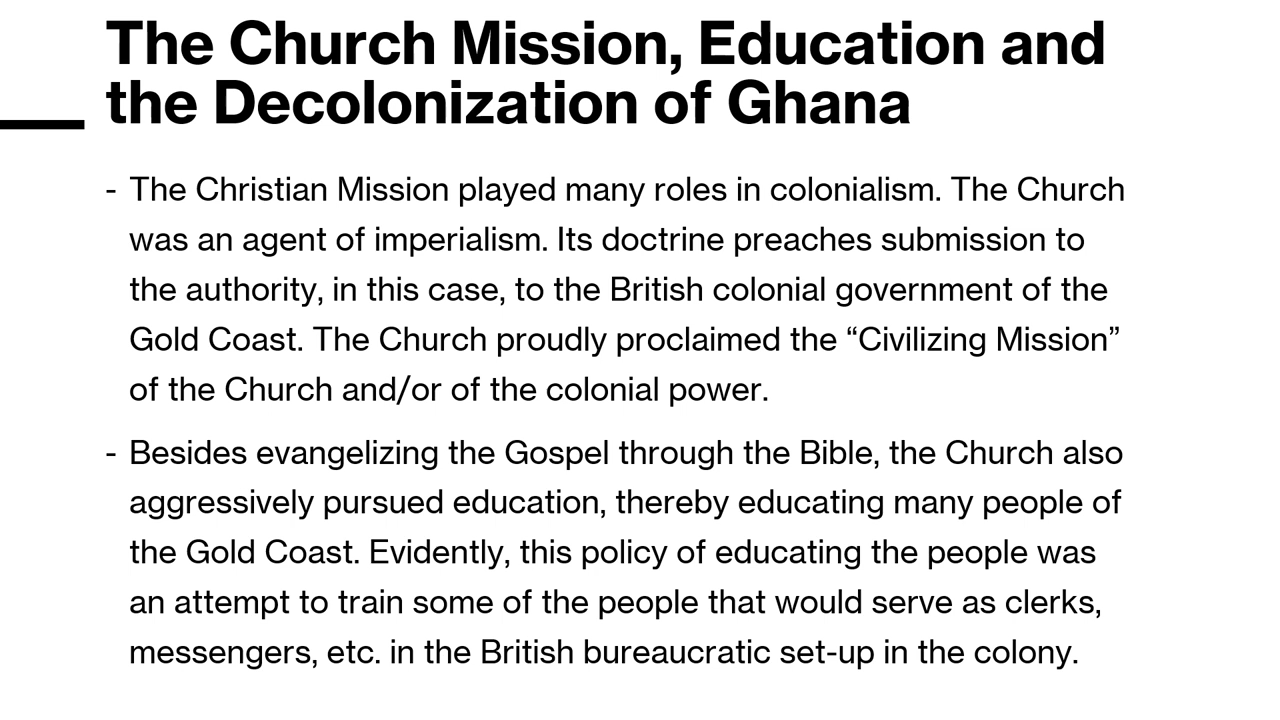 The Church Mission, Education and
the Decolonization of Ghana
- The Christian Mission played many roles in colonialism. The Church
was an agent of imperialism. Its doctrine preaches submission to
the authority, in this case, to the British colonial government of the
Gold Coast. The Church proudly proclaimed the “Civilizing Mission”
of the Church and/or of the colonial power.
- Besides evangelizing the Gospel through the Bible, the Church also
aggressively pursued education, thereby educating many people of
the Gold Coast. Evidently, this policy of educating the people was
an attempt to train some of the people that would serve as clerks,
messengers, etc. in the British bureaucratic set-up in the colony.